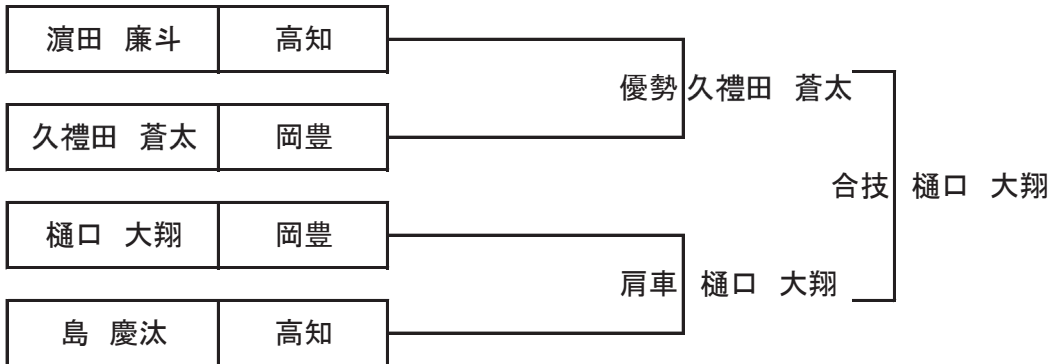 濵田 廉斗 高知
優勢 久禮田 蒼太
久禮田 蒼太 岡豊
合技 樋口 大翔
樋口 大翔 岡豊
肩車 樋口 大翔
島 慶汰 高知